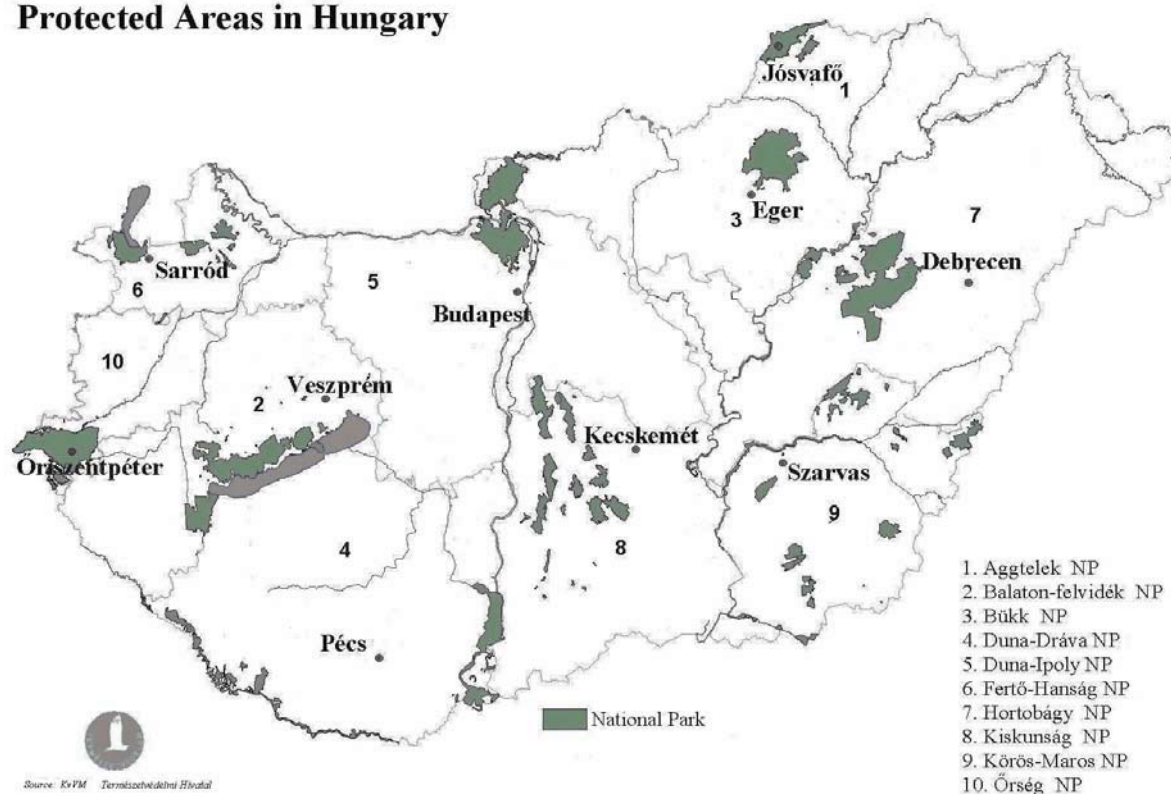 Protected Areas in Hungary
Jósvafő
1
3 Eger
7
Sarród
6
5
Debrecen
Budapest
10
Veszprém
2
Kecskemét
Őriszentpéter
Szarvas
9
4
8
Pécs
National Park
1. Aggtelek NP
2. Balaton-felvidék NP
3. Bükk NP
4. Duna-Dráva NP
5. Duna-Ipoly NP
6. Fertő-Hanság NP
7. Hortobágy NP
8. Kiskunság NP
9. Körös-Maros NP
10. Őrség NP
Source: KvVM Természetvédelmi Hivatal